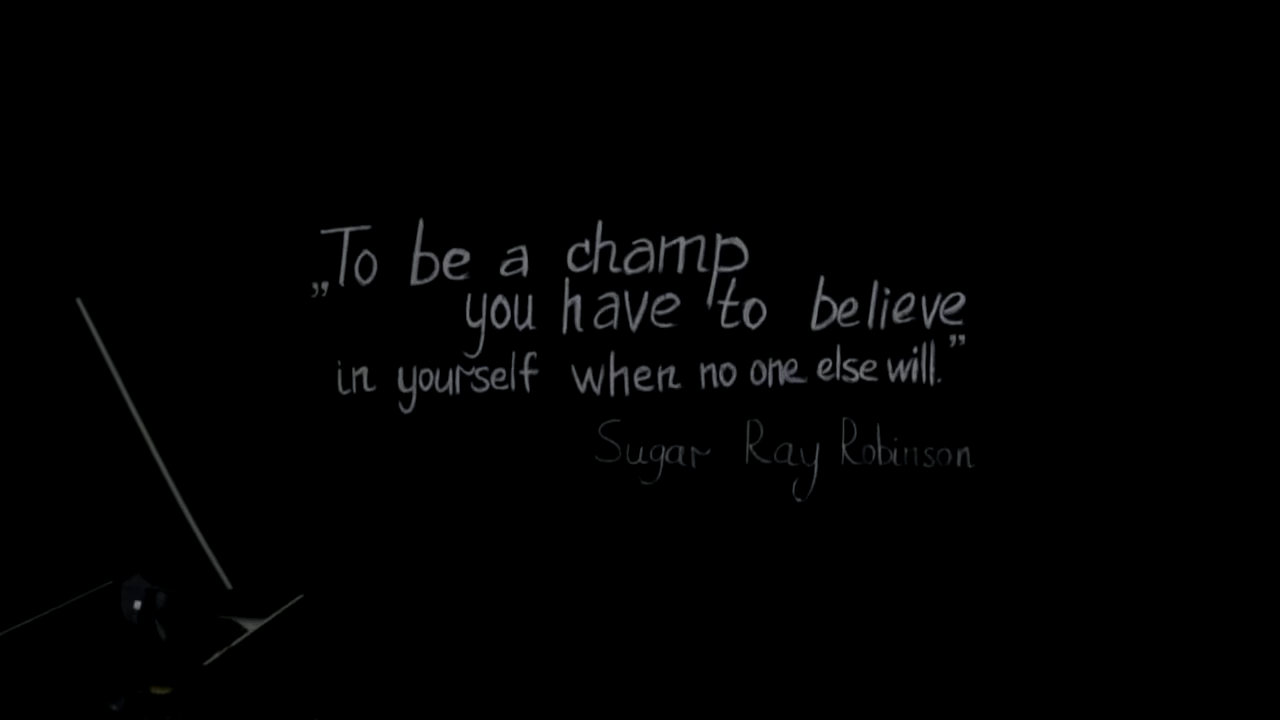 „To be a champ
you have to believe
in yourself when no one else will.”
Sugar Ray Robinson